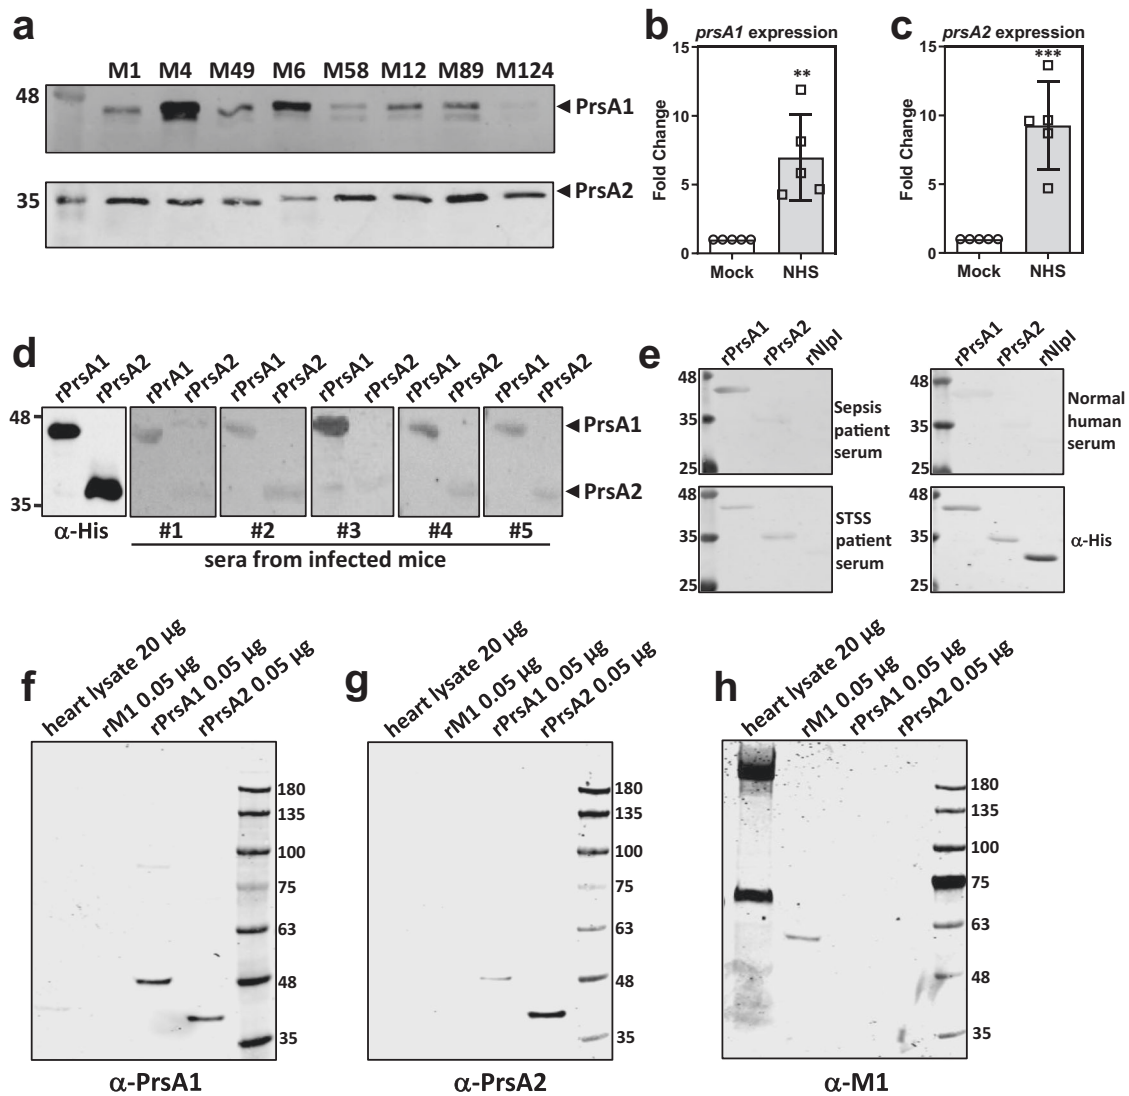 a
M1 M4 M49 M6 M58 M12 M89 M124
48
PrsA1
35
PrsA2
b
prsA1 expression
Fold Change
15
10
5
0
**
Mock NHS
c
prsA2 expression
Fold Change
15
10
5
0
***
Mock NHS
d
rPrsA1 rPrsA2 rPrA1 rPrsA2 rPrsA1 rPrsA2 rPrsA1 rPrsA2 rPrsA1 rPrsA2 rPrsA1 rPrsA2
48
PrsA1
35
PrsA2
α-His #1 #2 #3 #4 #5
sera from infected mice
e
rPrsA1 rPrsA2 rNlpI
48
35
25
Sepsis
patient
serum
48
35
25
STSS
patient
serum
rPrsA1 rPrsA2 rNlpI
48
35
25
Normal
human
serum
48
35
25
α-His
f
heart lysate 20 µg
rM1 0.05 µg
rPrsA1 0.05 µg
rPrsA2 0.05 µg
180
135
100
75
63
48
35
α-PrsA1
g
heart lysate 20 µg
rM1 0.05 µg
rPrsA1 0.05 µg
rPrsA2 0.05 µg
180
135
100
75
63
48
35
α-PrsA2
h
heart lysate 20 µg
rM1 0.05 µg
rPrsA1 0.05 µg
rPrsA2 0.05 µg
180
135
100
75
63
48
35
α-M1